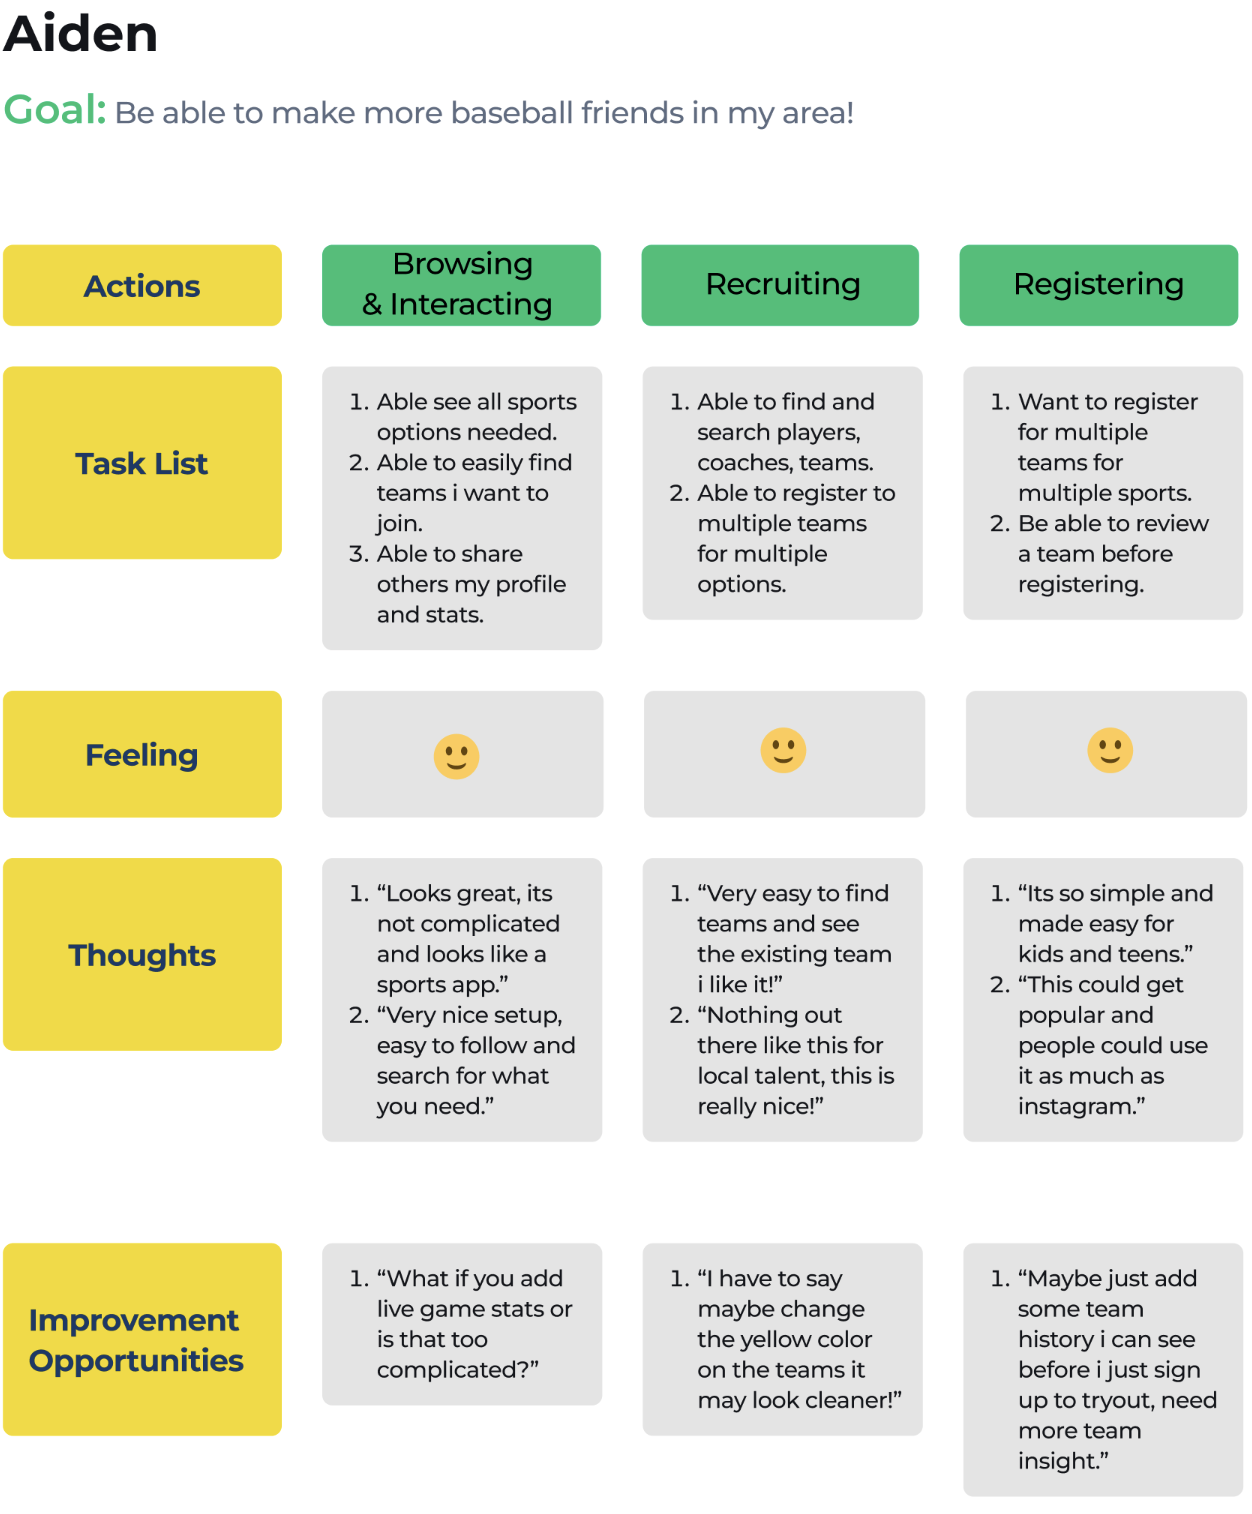 Aiden
Goal: Be able to make more baseball friends in my area!
Actions
Browsing
& Interacting
Recruiting
Registering
Task List
1. Able see all sports
options needed.
2. Able to easily find
teams i want to
join.
3. Able to share
others my profile
and stats.
1. Able to find and
search players,
coaches, teams.
2. Able to register to
multiple teams
for multiple
options.
1. Want to register
for multiple
teams for
multiple sports.
2. Be able to review
a team before
registering.
Feeling
Thoughts
1. “Looks great, its
not complicated
and looks like a
sports app.”
2. “Very nice setup,
easy to follow and
search for what
you need.”
1. “Very easy to find
teams and see
the existing team
i like it!”
2. “Nothing out
there like this for
local talent, this is
really nice!”
1. “Its so simple and
made easy for
kids and teens.”
2. “This could get
popular and
people could use
it as much as
instagram.”
Improvement
Opportunities
1. “What if you add
live game stats or
is that too
complicated?”
1. “I have to say
maybe change
the yellow color
on the teams it
may look cleaner!”
1. “Maybe just add
some team
history i can see
before i just sign
up to tryout, need
more team
insight.”